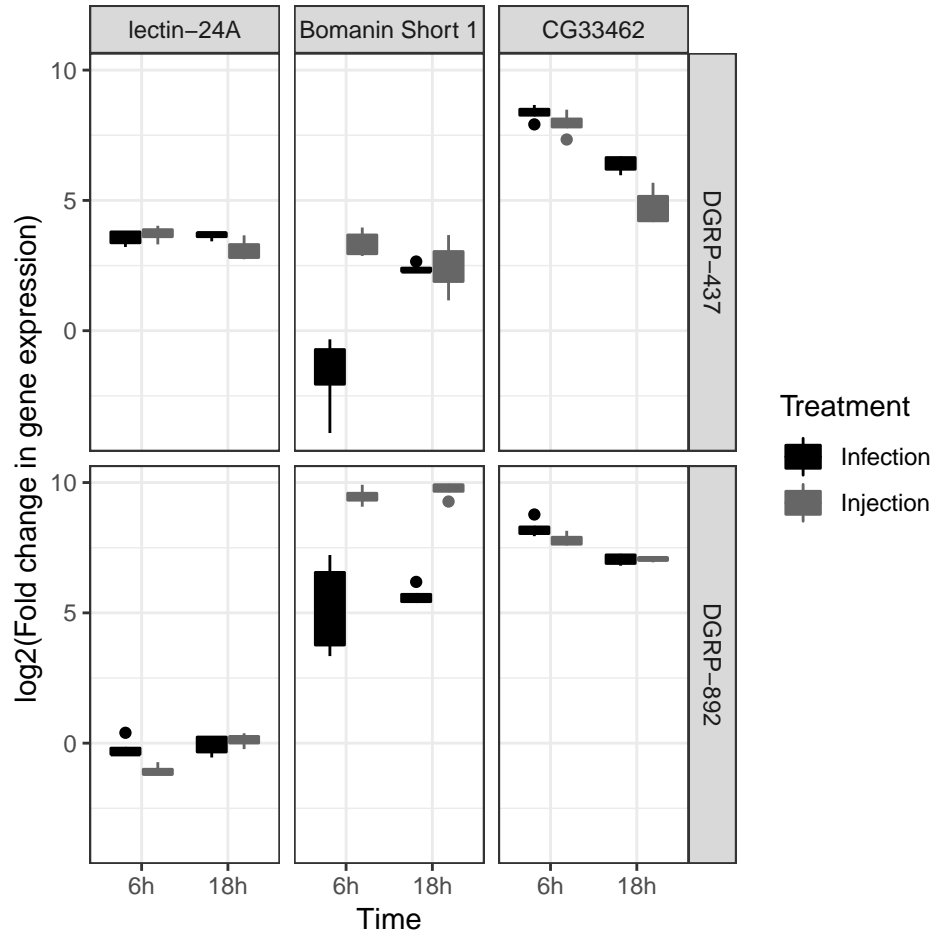 lectin−24A
Bomanin Short 1
CG33462
10
5
0
DGRP−437
10
5
0
DGRP−892
log2(Fold change in gene expression)
6h
18h
6h
18h
6h
18h
Time
Treatment
Infection
Injection